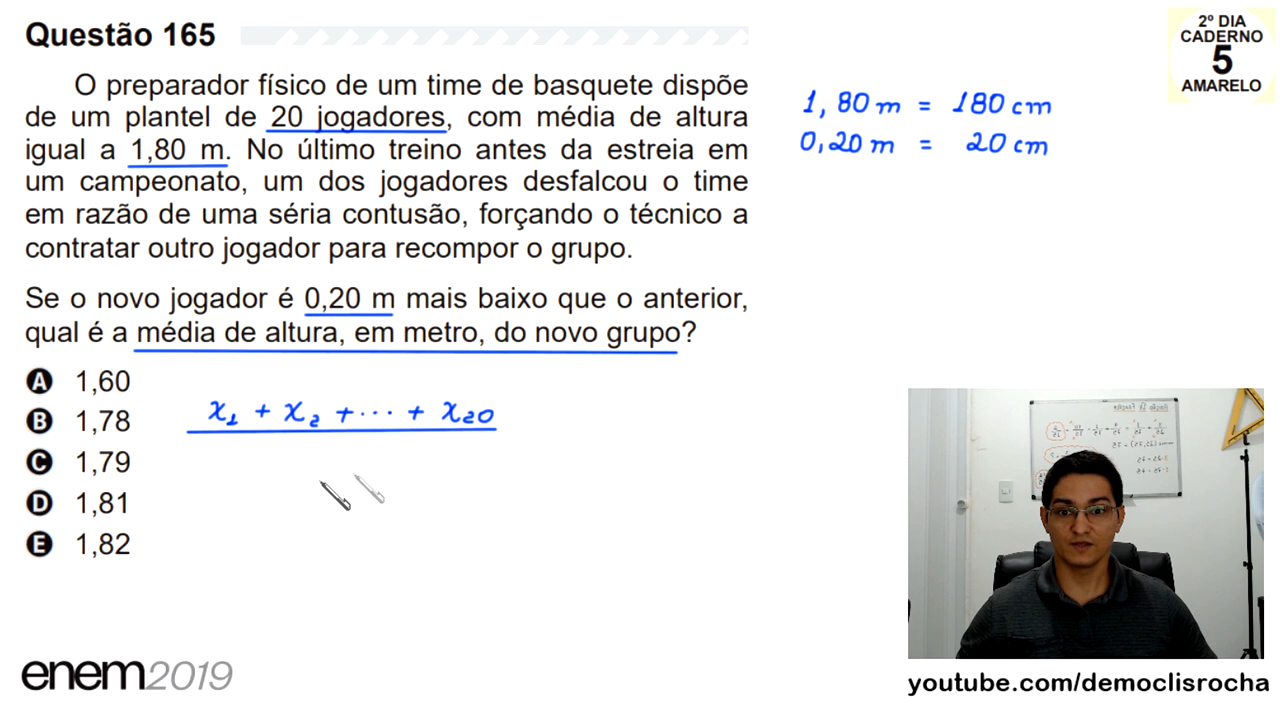 Questão 165
2º DIA
CADERNO
5
AMARELO
O preparador físico de um time de basquete dispõe
de um plantel de 20 jogadores, com média de altura
igual a 1,80 m. No último treino antes da estreia em
um campeonato, um dos jogadores desfalcou o time
em razão de uma séria contusão, forçando o técnico a
contratar outro jogador para recompor o grupo.
Se o novo jogador é 0,20 m mais baixo que o anterior,
qual é a média de altura, em metro, do novo grupo?
A 1,60
B 1,78
C 1,79
D 1,81
E 1,82
1,80 m = 180 cm
0,20 m = 20 cm
x₁ + x₂ + ... + x₂₀
enem2019
youtube.com/democlisrocha